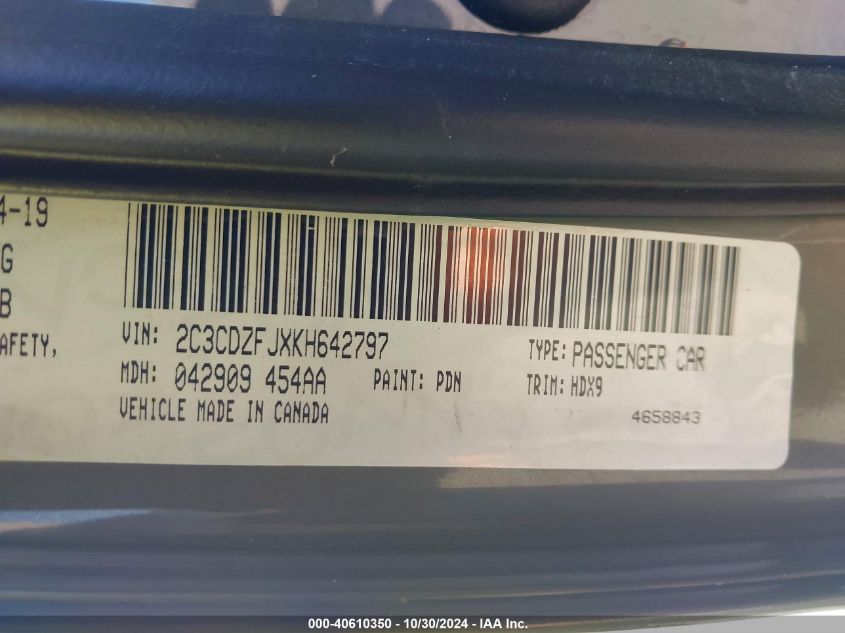 4-19
G
B
AFETY,
VIN: 2C3CDZFJXKH642797
TYPE: PASSENGER CAR
MDH: 042909 454AA
PAINT: PDN
TRIM: HDX9
VEHICLE MADE IN CANADA
4658843
000-40610350 - 10/30/2024 - IAA Inc.